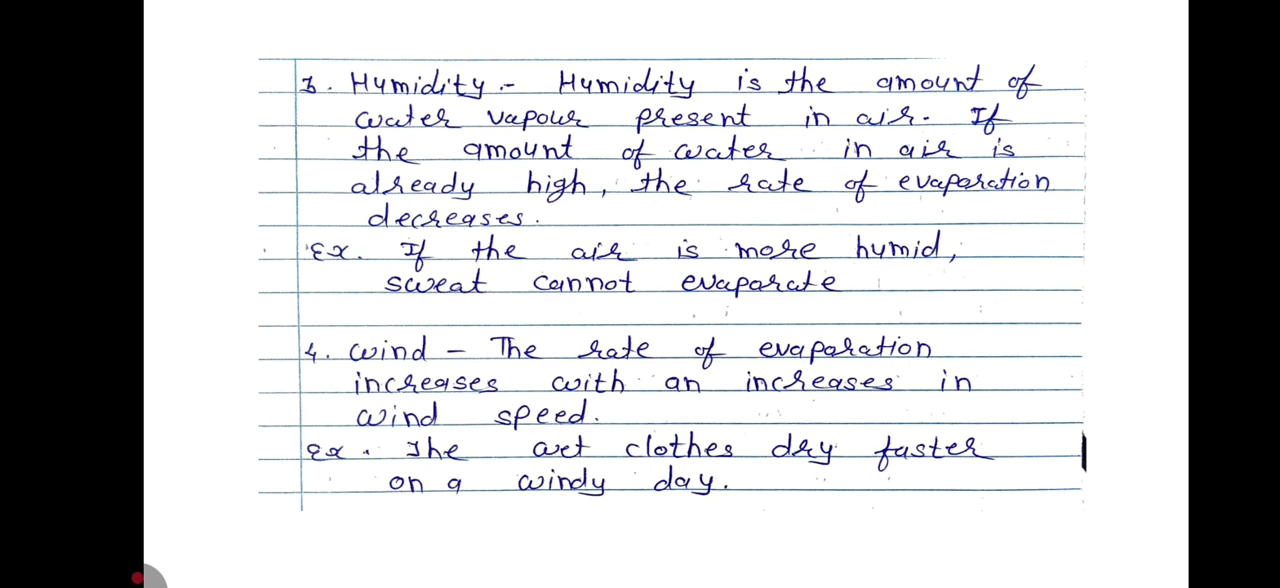 3. Humidity :- Humidity is the amount of
water vapour present in air. If
the amount of water in air is
already high, the rate of evaporation
decreases.
Ex. If the air is more humid,
sweat cannot evaporate
4. Wind - The rate of evaporation
increases with an increases in
wind speed.
Ex. The wet clothes dry faster
on a windy day.